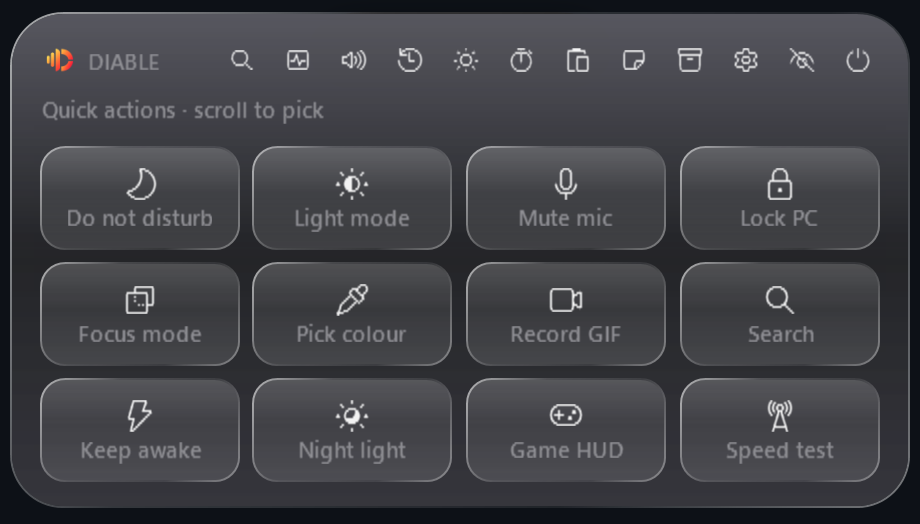 DIABLE
Quick actions · scroll to pick
Do not disturb
Light mode
Mute mic
Lock PC
Focus mode
Pick colour
Record GIF
Search
Keep awake
Night light
Game HUD
Speed test